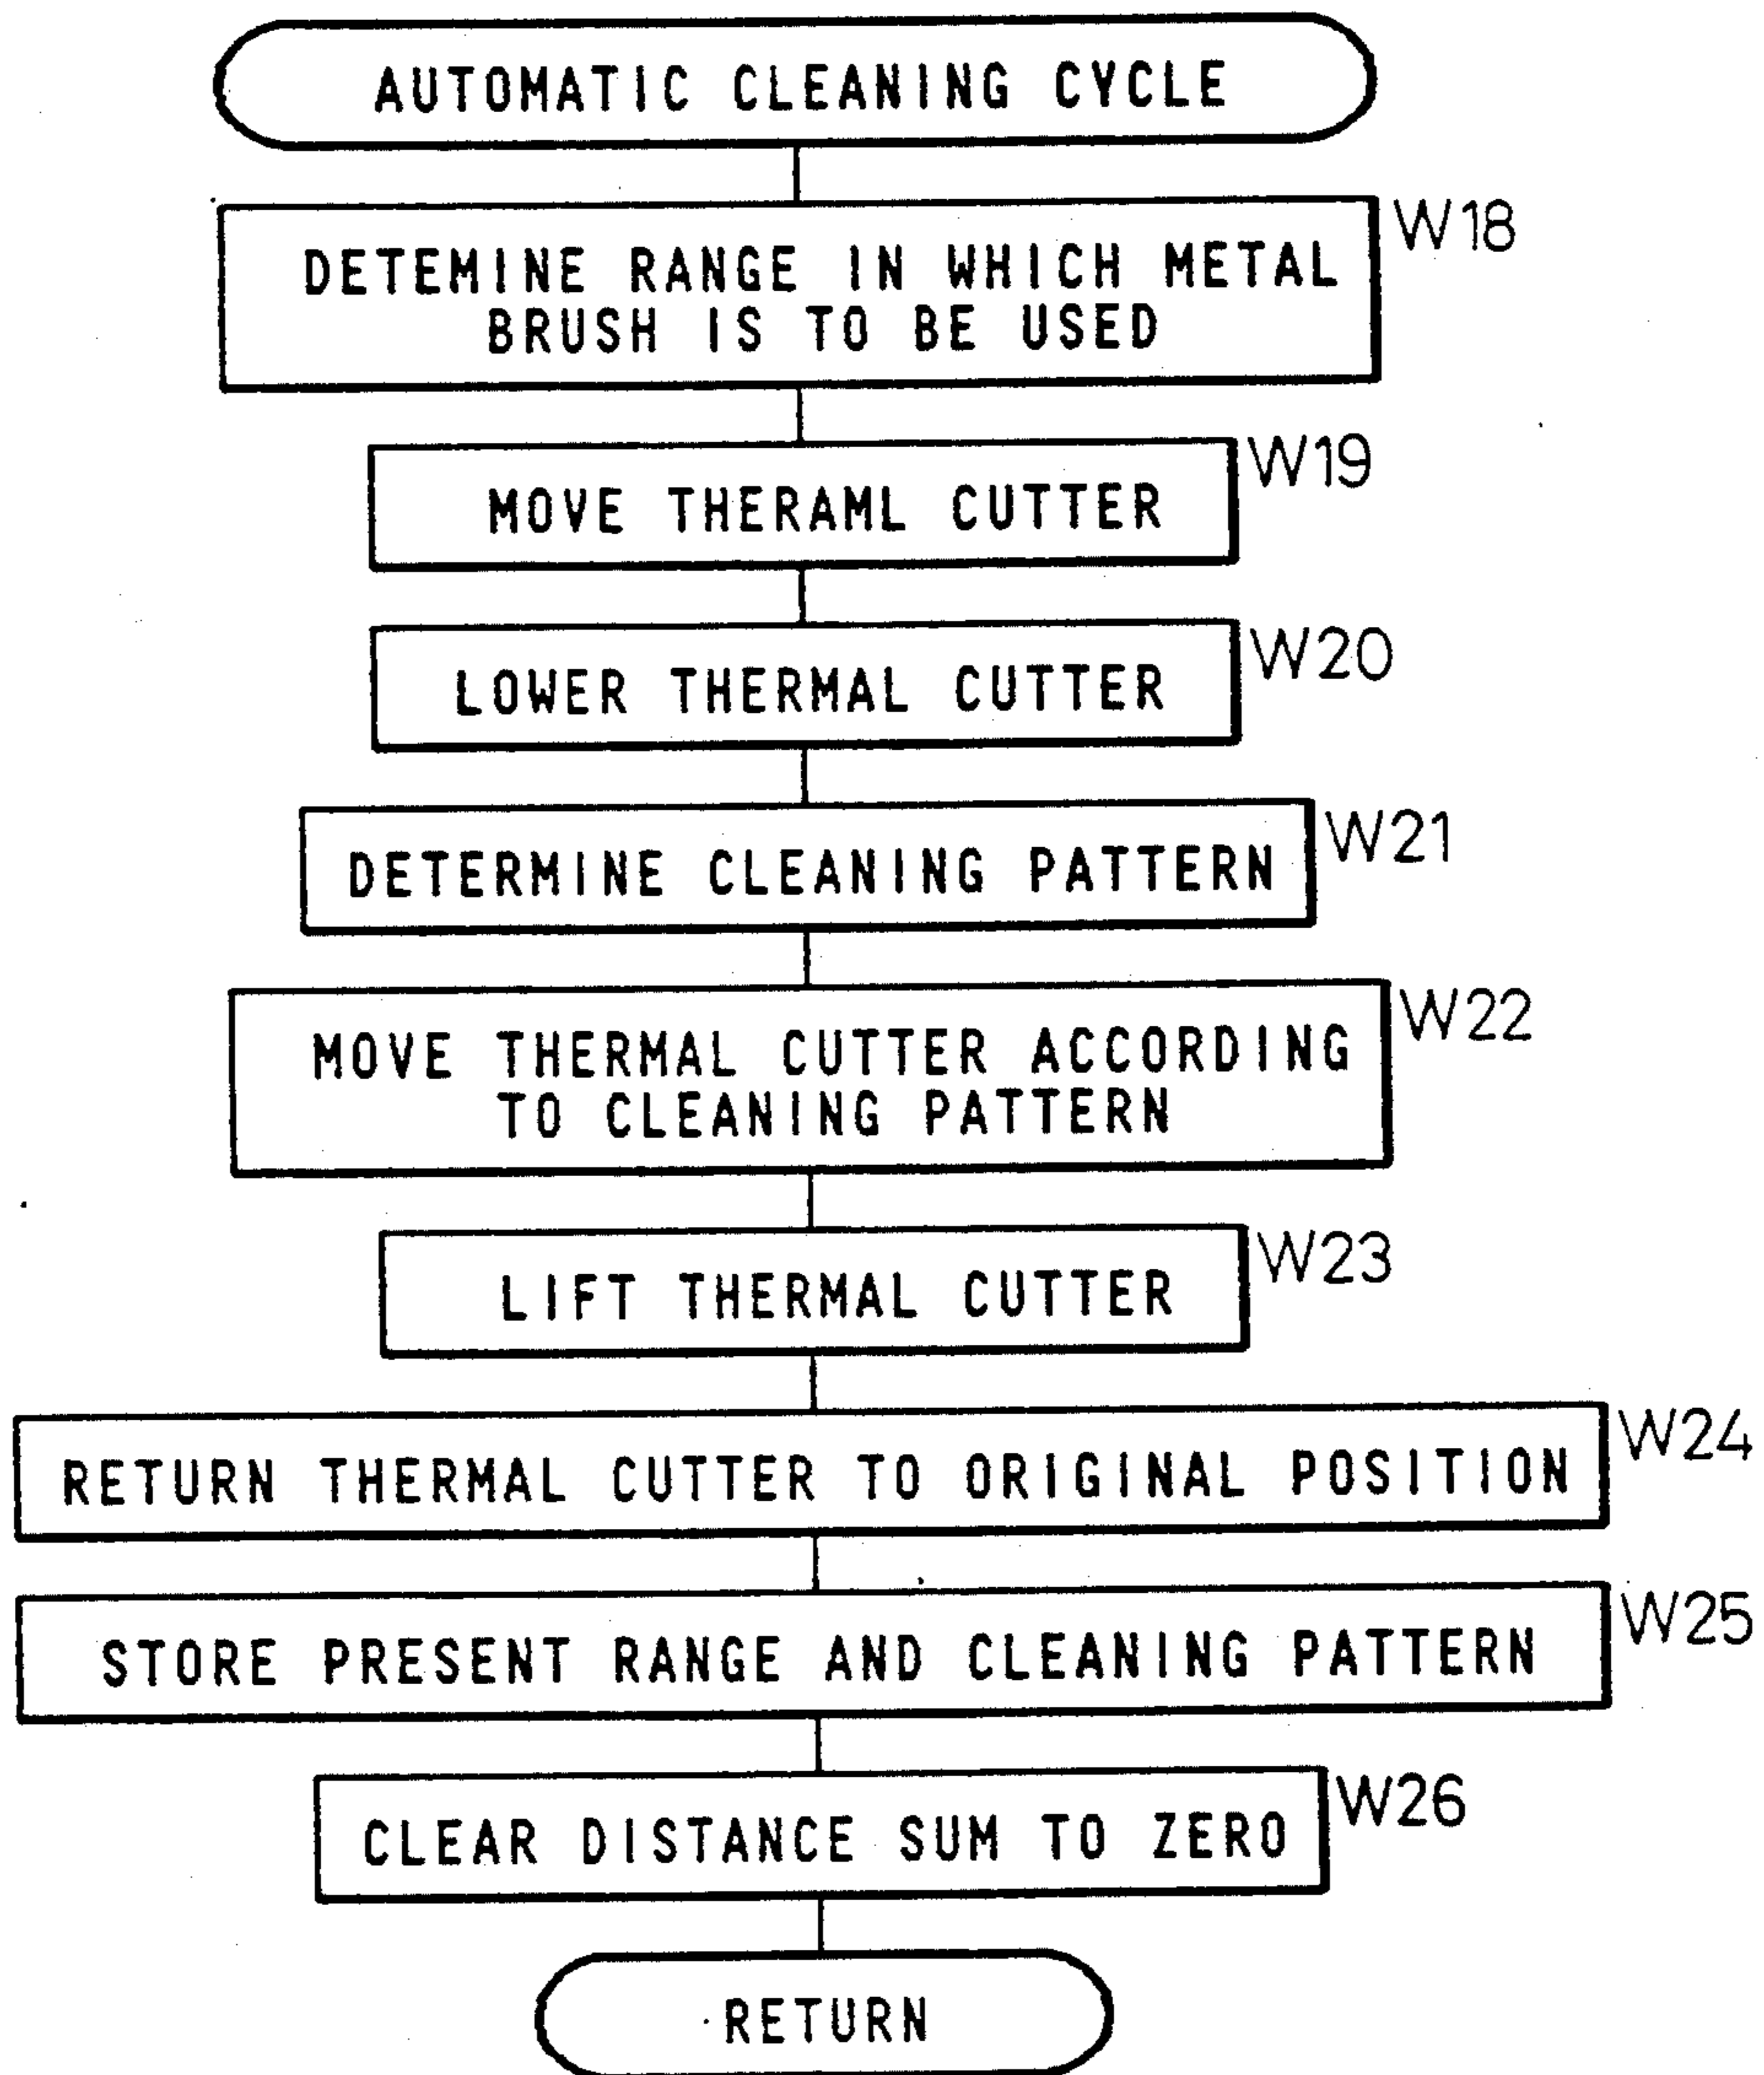 AUTOMATIC CLEANING CYCLE
W18
DETEMINE RANGE IN WHICH METAL
BRUSH IS TO BE USED
W19
MOVE THERAML CUTTER
W20
LOWER THERMAL CUTTER
W21
DETERMINE CLEANING PATTERN
W22
MOVE THERMAL CUTTER ACCORDING
TO CLEANING PATTERN
W23
LIFT THERMAL CUTTER
W24
RETURN THERMAL CUTTER TO ORIGINAL POSITION
W25
STORE PRESENT RANGE AND CLEANING PATTERN
W26
CLEAR DISTANCE SUM TO ZERO
RETURN